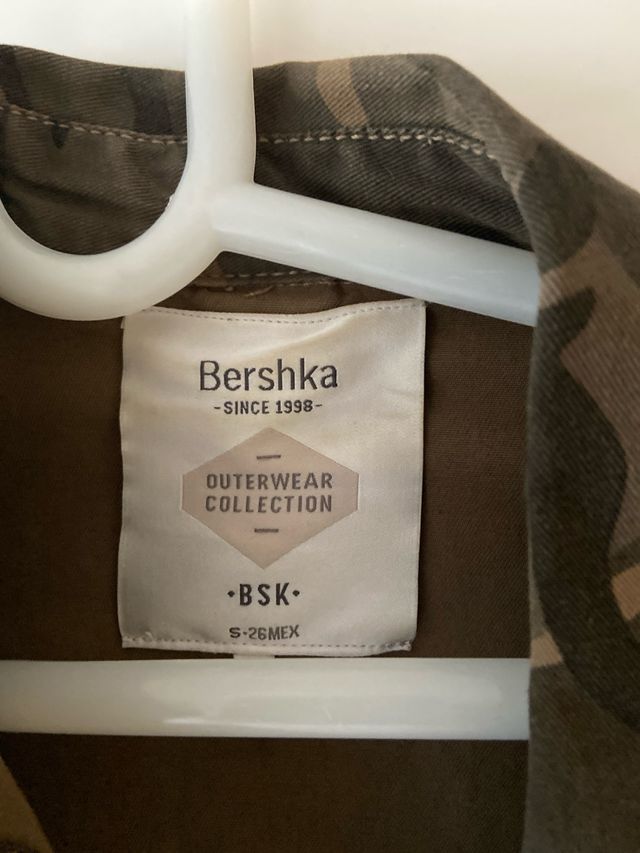 Bershka
-SINCE 1998-
OUTERWEAR
COLLECTION
•BSK•
S-26MEX